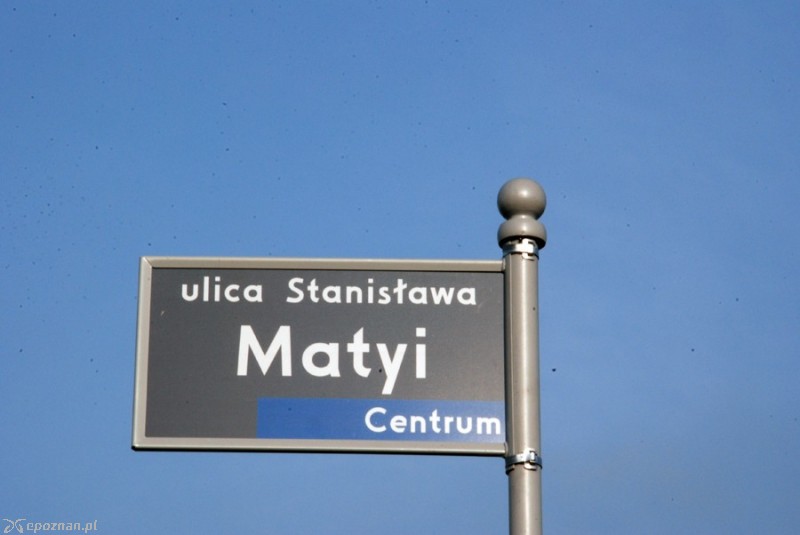 ulica Stanisława
Matyi
Centrum
epoznan.pl